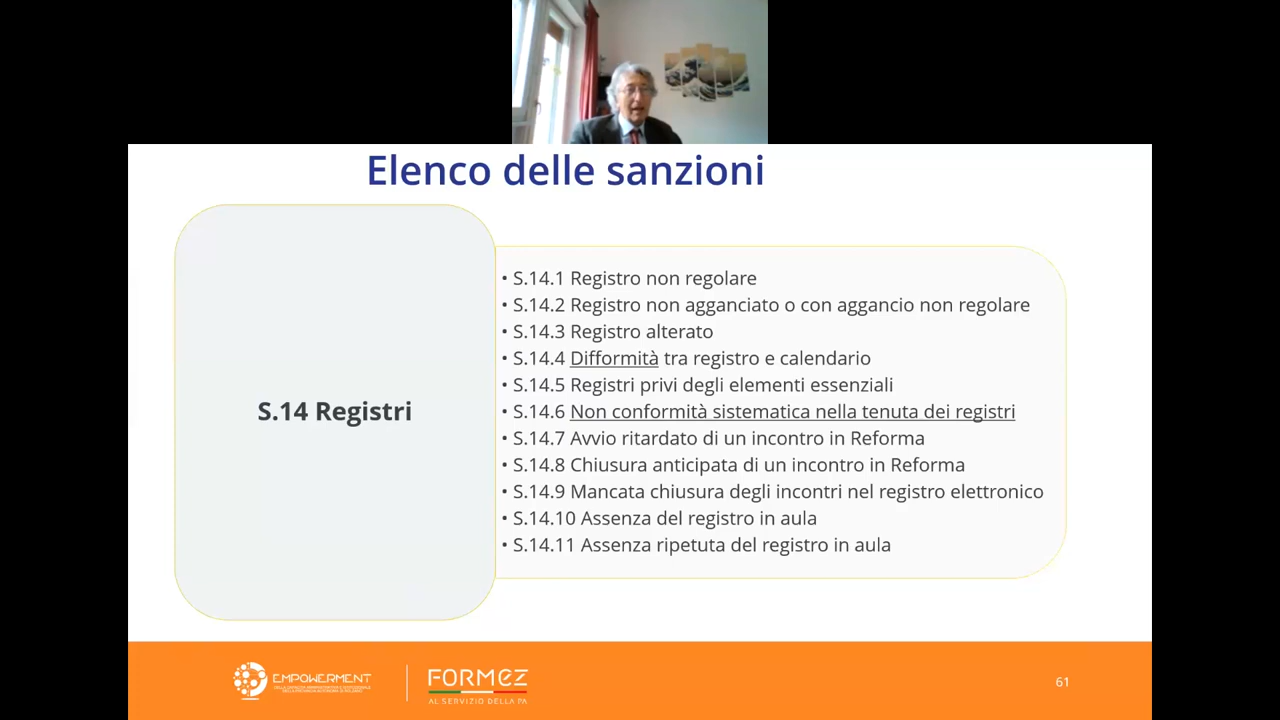 Elenco delle sanzioni
S.14 Registri
• S.14.1 Registro non regolare
• S.14.2 Registro non agganciato o con aggancio non regolare
• S.14.3 Registro alterato
• S.14.4 Difformità tra registro e calendario
• S.14.5 Registri privi degli elementi essenziali
• S.14.6 Non conformità sistematica nella tenuta dei registri
• S.14.7 Avvio ritardato di un incontro in Reforma
• S.14.8 Chiusura anticipata di un incontro in Reforma
• S.14.9 Mancata chiusura degli incontri nel registro elettronico
• S.14.10 Assenza del registro in aula
• S.14.11 Assenza ripetuta del registro in aula
EMPOWERMENT
FORMEZ
AL SERVIZIO DELLA PA
61